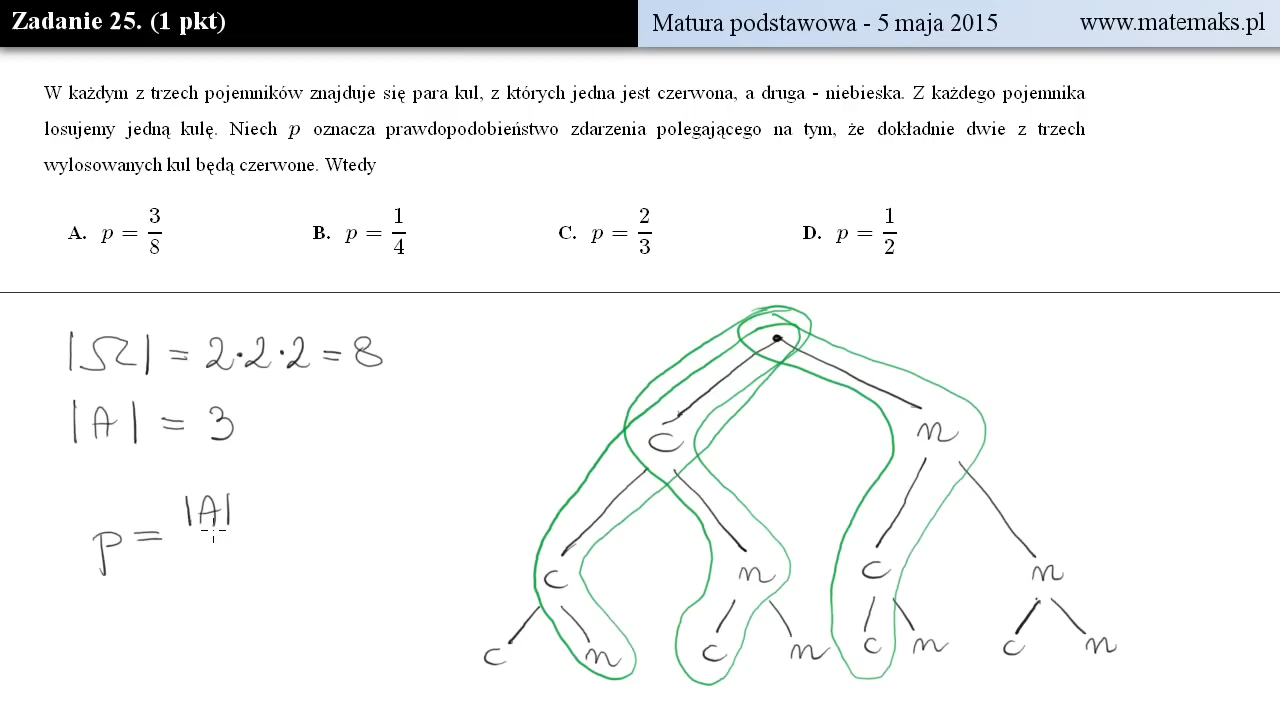 Zadanie 25. (1 pkt)
Matura podstawowa - 5 maja 2015
www.matemaks.pl
W każdym z trzech pojemników znajduje się para kul, z których jedna jest czerwona, a druga - niebieska. Z każdego pojemnika
losujemy jedną kulę. Niech p oznacza prawdopodobieństwo zdarzenia polegającego na tym, że dokładnie dwie z trzech
wylosowanych kul będą czerwone. Wtedy
A. p = 3/8 B. p = 1/4 C. p = 2/3 D. p = 1/2
|Ω| = 2·2·2 = 8
|A| = 3
p = |A|
c n
c n c n
c n c n c n c n